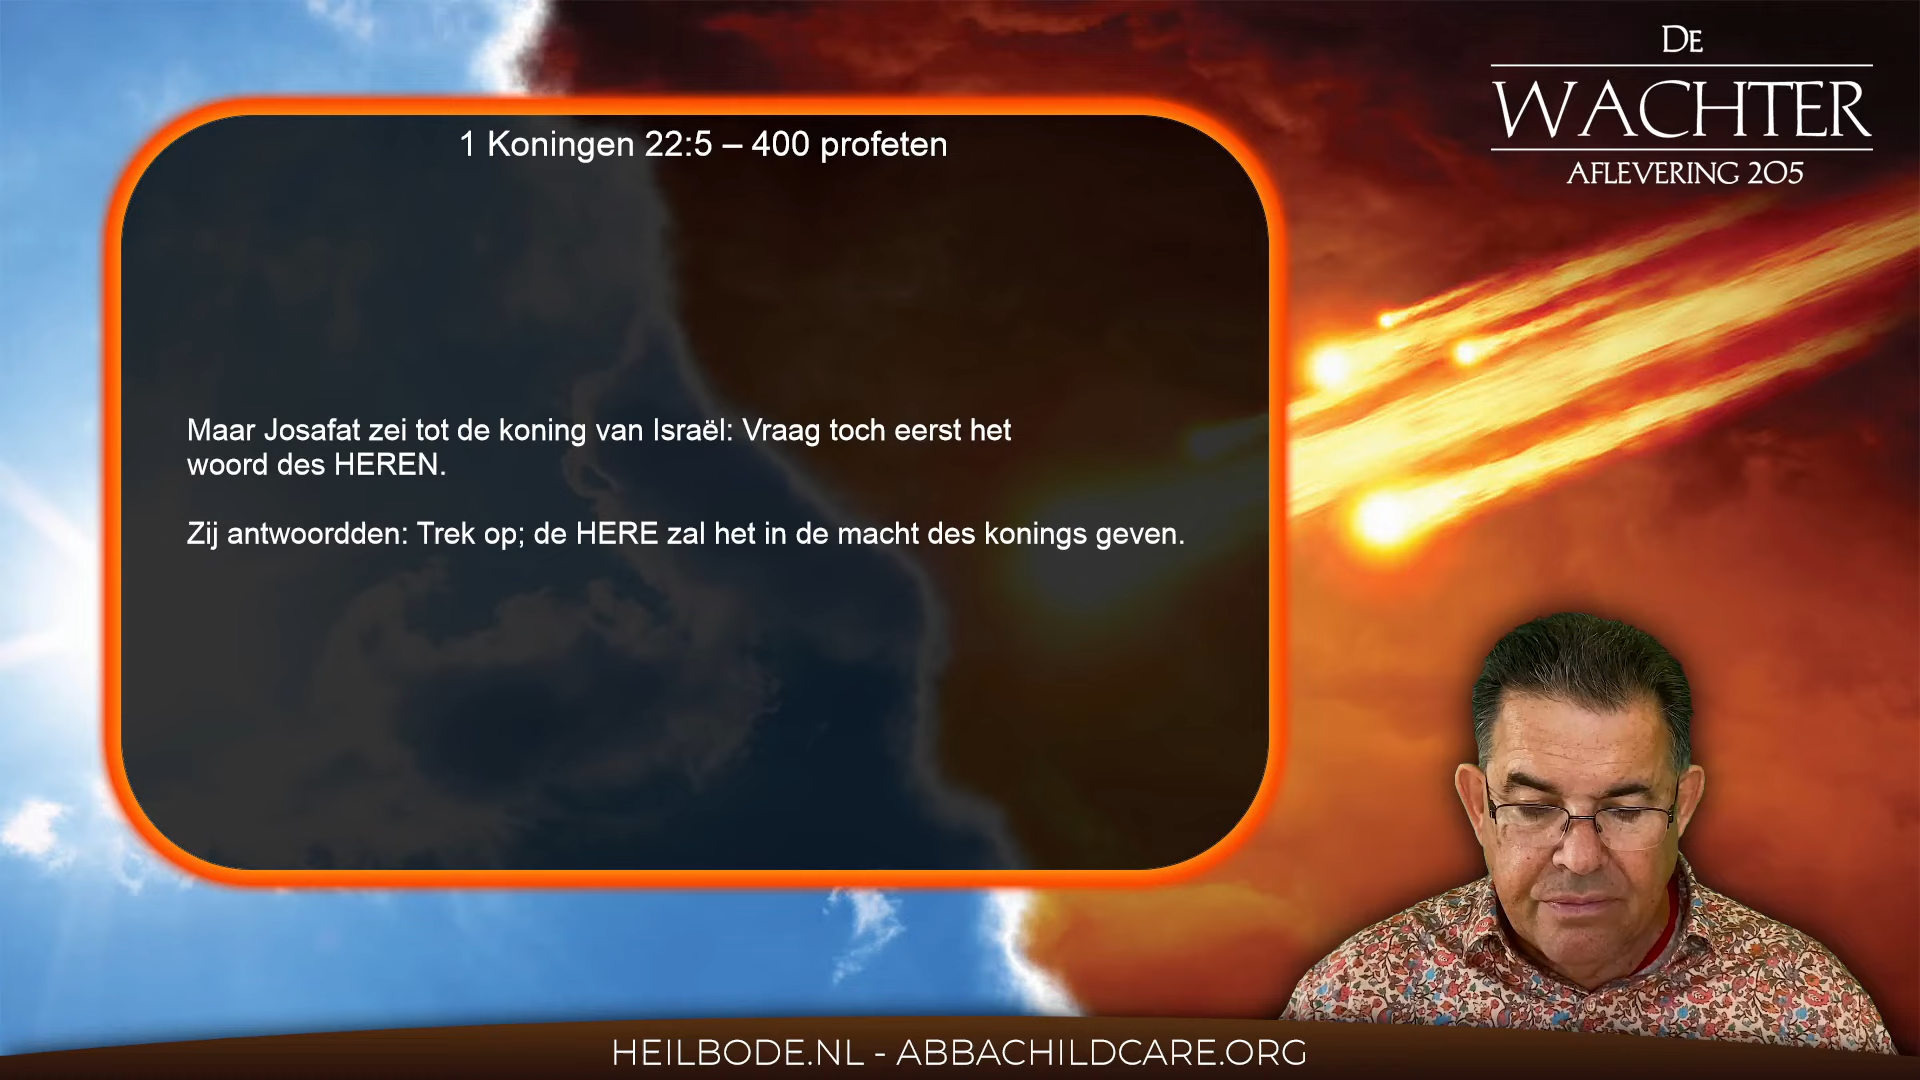 DE
WACHTER
AFLEVERING 205
1 Koningen 22:5 – 400 profeten
Maar Josafat zei tot de koning van Israël: Vraag toch eerst het
woord des HEREN.
Zij antwoordden: Trek op; de HERE zal het in de macht des konings geven.
HEILBODE.NL - ABBACHILDCARE.ORG